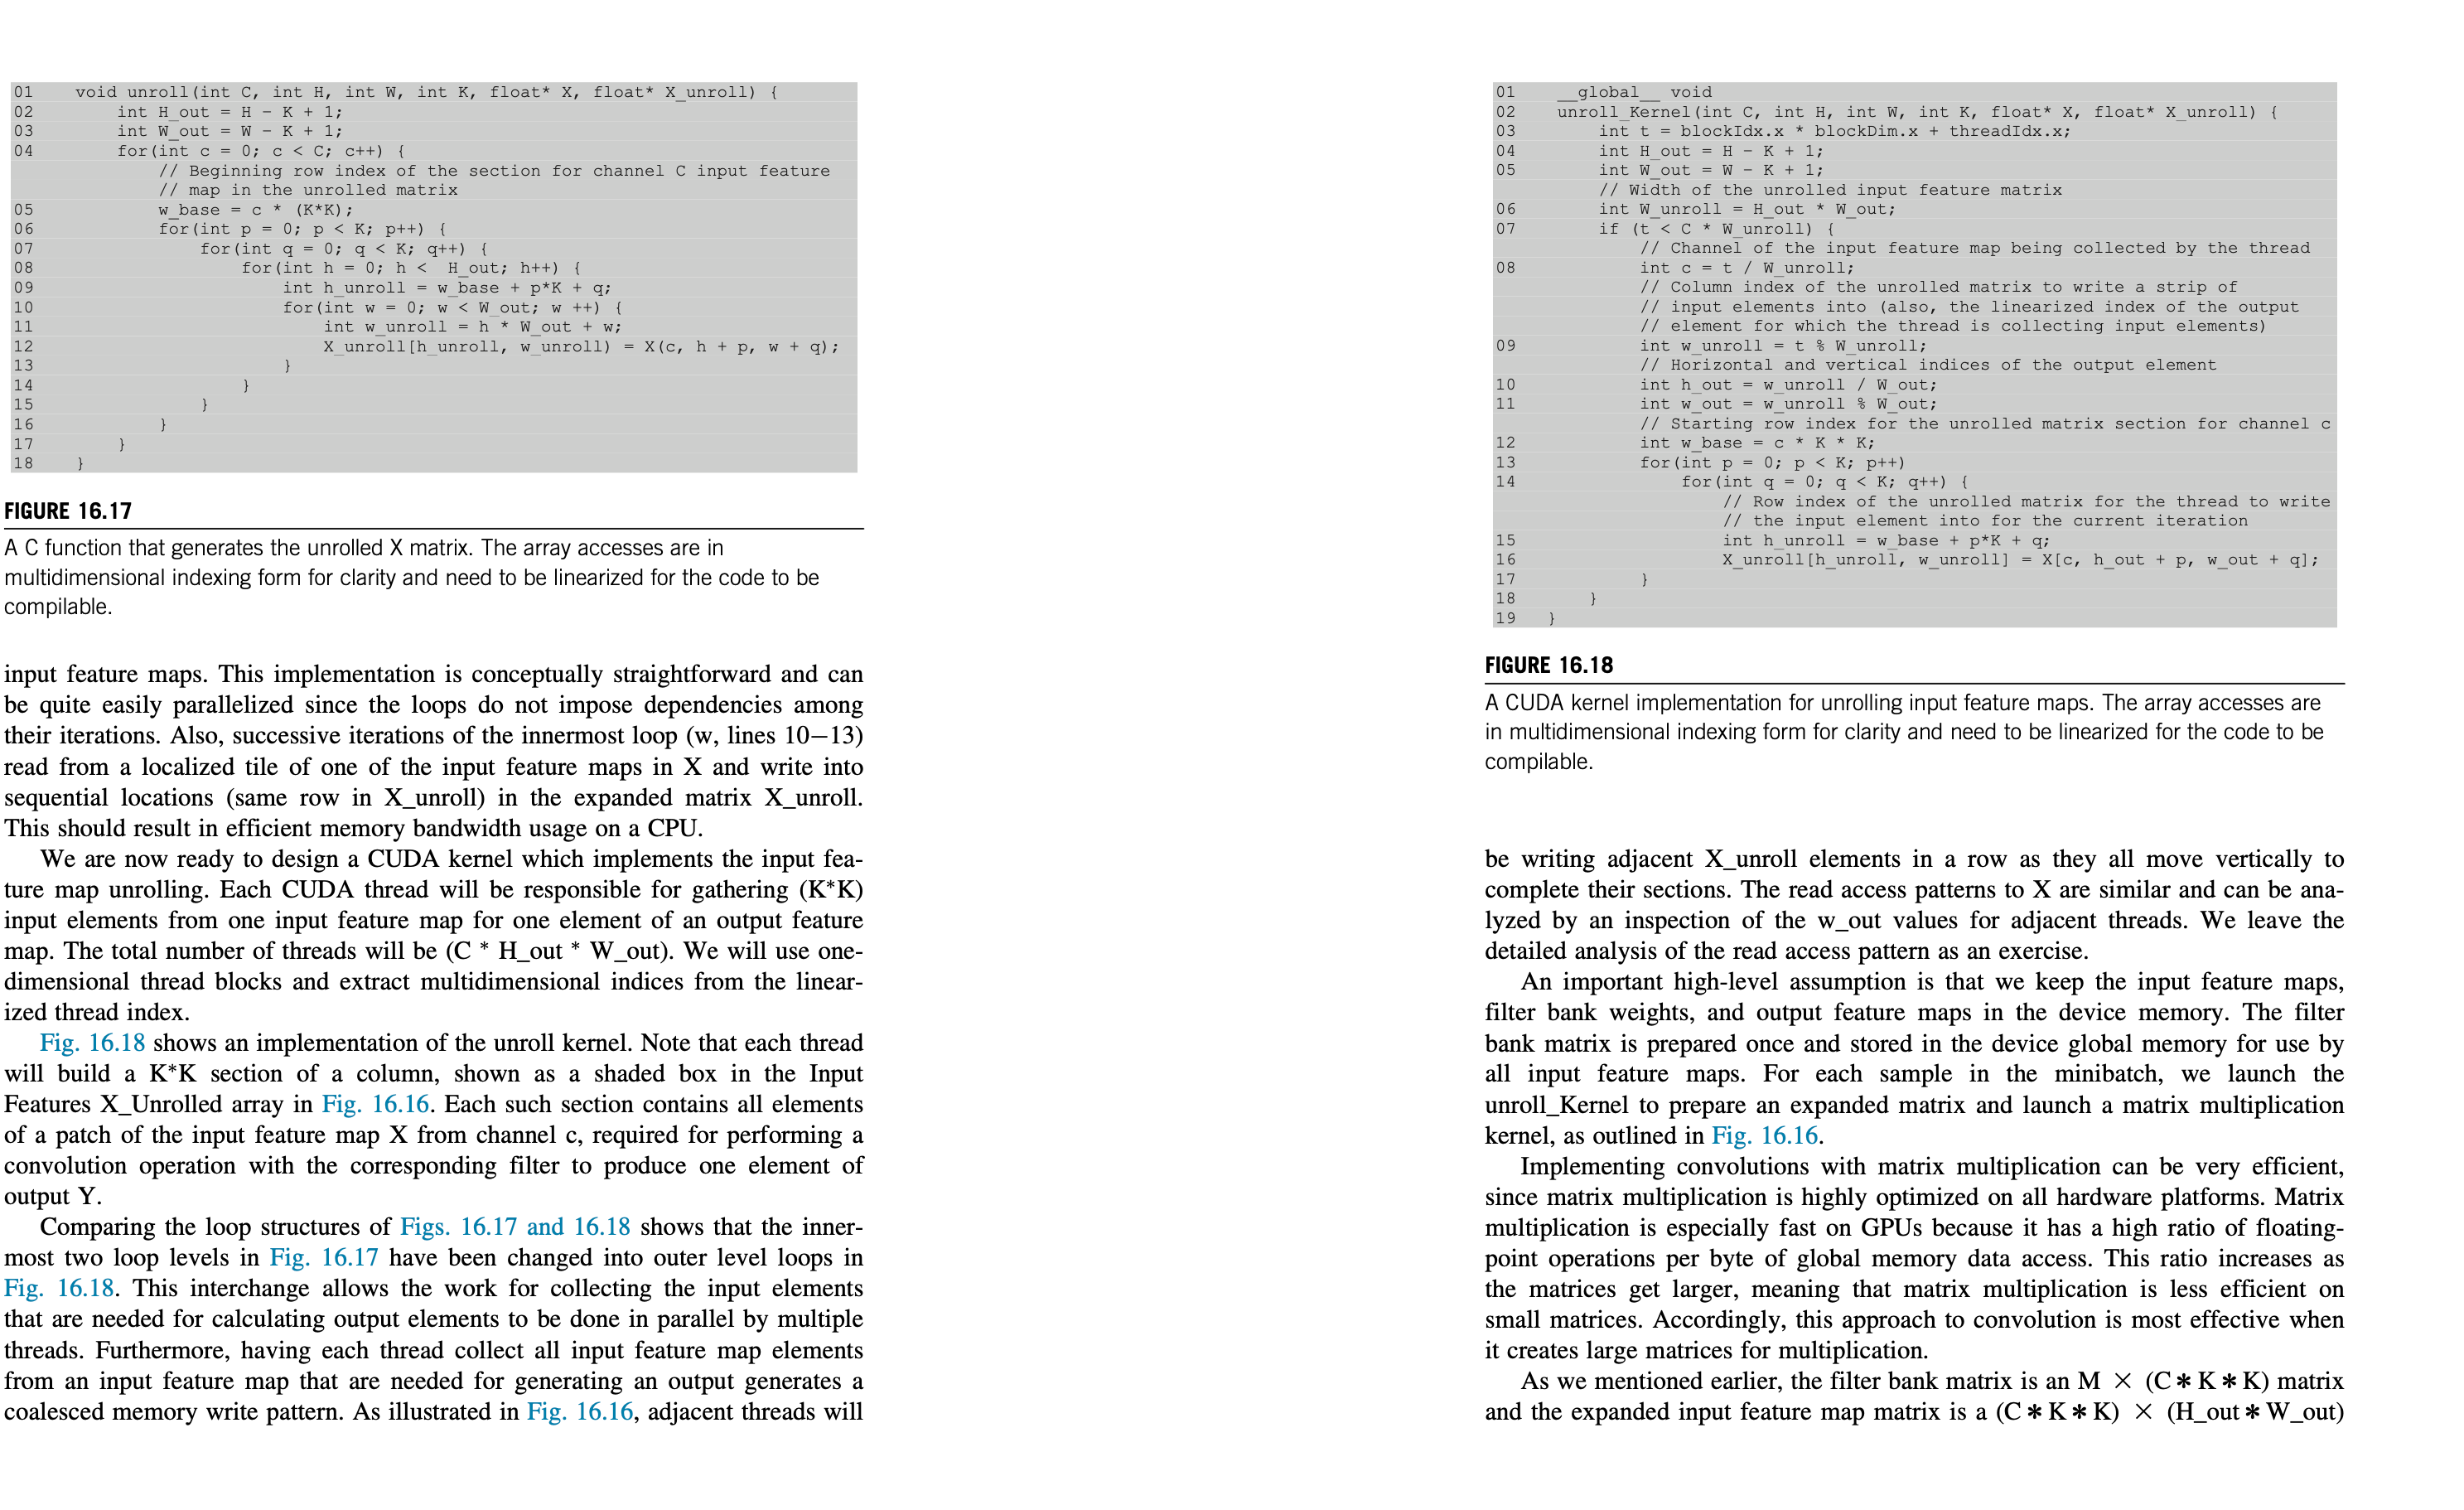 01 void unroll(int C, int H, int W, int K, float* X, float* X_unroll) {
02 int H_out = H - K + 1;
03 int W_out = W - K + 1;
04 for(int c = 0; c < C; c++) {
// Beginning row index of the section for channel C input feature
// map in the unrolled matrix
05 w_base = c * (K*K);
06 for(int p = 0; p < K; p++) {
07 for(int q = 0; q < K; q++) {
08 for(int h = 0; h < H_out; h++) {
09 int h_unroll = w_base + p*K + q;
10 for(int w = 0; w < W_out; w ++) {
11 int w_unroll = h * W_out + w;
12 X_unroll[h_unroll, w_unroll) = X(c, h + p, w + q);
13 }
14 }
15 }
16 }
17 }
18 }
FIGURE 16.17
A C function that generates the unrolled X matrix. The array accesses are in
multidimensional indexing form for clarity and need to be linearized for the code to be
compilable.
input feature maps. This implementation is conceptually straightforward and can
be quite easily parallelized since the loops do not impose dependencies among
their iterations. Also, successive iterations of the innermost loop (w, lines 10–13)
read from a localized tile of one of the input feature maps in X and write into
sequential locations (same row in X_unroll) in the expanded matrix X_unroll.
This should result in efficient memory bandwidth usage on a CPU.
We are now ready to design a CUDA kernel which implements the input fea-
ture map unrolling. Each CUDA thread will be responsible for gathering (K*K)
input elements from one input feature map for one element of an output feature
map. The total number of threads will be (C * H_out * W_out). We will use one-
dimensional thread blocks and extract multidimensional indices from the linear-
ized thread index.
Fig. 16.18 shows an implementation of the unroll kernel. Note that each thread
will build a K*K section of a column, shown as a shaded box in the Input
Features X_Unrolled array in Fig. 16.16. Each such section contains all elements
of a patch of the input feature map X from channel c, required for performing a
convolution operation with the corresponding filter to produce one element of
output Y.
Comparing the loop structures of Figs. 16.17 and 16.18 shows that the inner-
most two loop levels in Fig. 16.17 have been changed into outer level loops in
Fig. 16.18. This interchange allows the work for collecting the input elements
that are needed for calculating output elements to be done in parallel by multiple
threads. Furthermore, having each thread collect all input feature map elements
from an input feature map that are needed for generating an output generates a
coalesced memory write pattern. As illustrated in Fig. 16.16, adjacent threads will
01 __global__ void
02 unroll_Kernel(int C, int H, int W, int K, float* X, float* X_unroll) {
03 int t = blockIdx.x * blockDim.x + threadIdx.x;
04 int H_out = H - K + 1;
05 int W_out = W - K + 1;
// Width of the unrolled input feature matrix
06 int W_unroll = H_out * W_out;
07 if (t < C * W_unroll) {
// Channel of the input feature map being collected by the thread
08 int c = t / W_unroll;
// Column index of the unrolled matrix to write a strip of
// input elements into (also, the linearized index of the output
// element for which the thread is collecting input elements)
09 int w_unroll = t % W_unroll;
// Horizontal and vertical indices of the output element
10 int h_out = w_unroll / W_out;
11 int w_out = w_unroll % W_out;
// Starting row index for the unrolled matrix section for channel c
12 int w_base = c * K * K;
13 for(int p = 0; p < K; p++)
14 for(int q = 0; q < K; q++) {
// Row index of the unrolled matrix for the thread to write
// the input element into for the current iteration
15 int h_unroll = w_base + p*K + q;
16 X_unroll[h_unroll, w_unroll] = X[c, h_out + p, w_out + q];
17 }
18 }
19 }
FIGURE 16.18
A CUDA kernel implementation for unrolling input feature maps. The array accesses are
in multidimensional indexing form for clarity and need to be linearized for the code to be
compilable.
be writing adjacent X_unroll elements in a row as they all move vertically to
complete their sections. The read access patterns to X are similar and can be ana-
lyzed by an inspection of the w_out values for adjacent threads. We leave the
detailed analysis of the read access pattern as an exercise.
An important high-level assumption is that we keep the input feature maps,
filter bank weights, and output feature maps in the device memory. The filter
bank matrix is prepared once and stored in the device global memory for use by
all input feature maps. For each sample in the minibatch, we launch the
unroll_Kernel to prepare an expanded matrix and launch a matrix multiplication
kernel, as outlined in Fig. 16.16.
Implementing convolutions with matrix multiplication can be very efficient,
since matrix multiplication is highly optimized on all hardware platforms. Matrix
multiplication is especially fast on GPUs because it has a high ratio of floating-
point operations per byte of global memory data access. This ratio increases as
the matrices get larger, meaning that matrix multiplication is less efficient on
small matrices. Accordingly, this approach to convolution is most effective when
it creates large matrices for multiplication.
As we mentioned earlier, the filter bank matrix is an M × (C * K * K) matrix
and the expanded input feature map matrix is a (C * K * K) × (H_out * W_out)